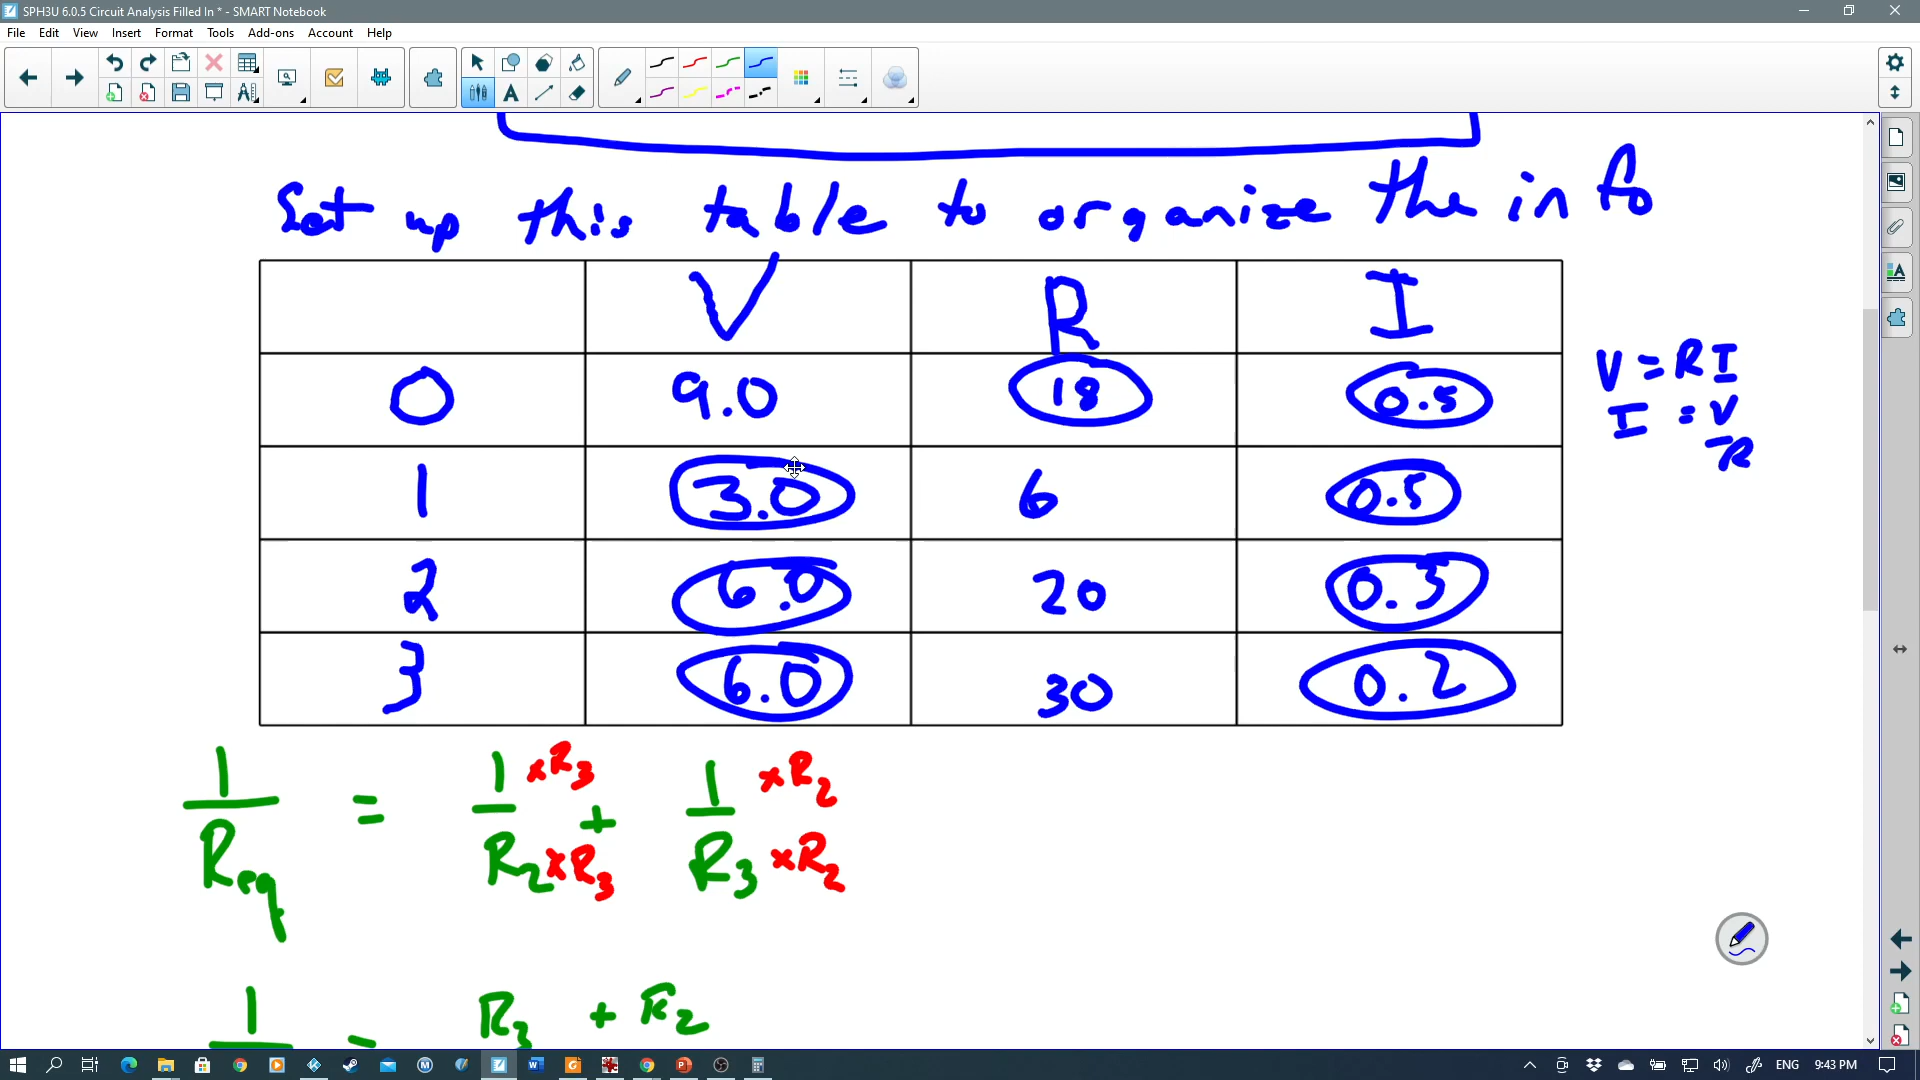 SPH3U 6.0.5 Circuit Analysis Filled In * - SMART Notebook
File Edit View Insert Format Tools Add-ons Account Help
Set up this table to organize the info
V R I
0 9.0 18 0.5
1 3.0 6 0.5
2 6.0 20 0.3
3 6.0 30 0.2
V = RI
I = V
R
1 = 1 ×R3 + 1 ×R2
Req R2 ×R3 R3 ×R2
1 = R3 + R2
ENG 9:43 PM